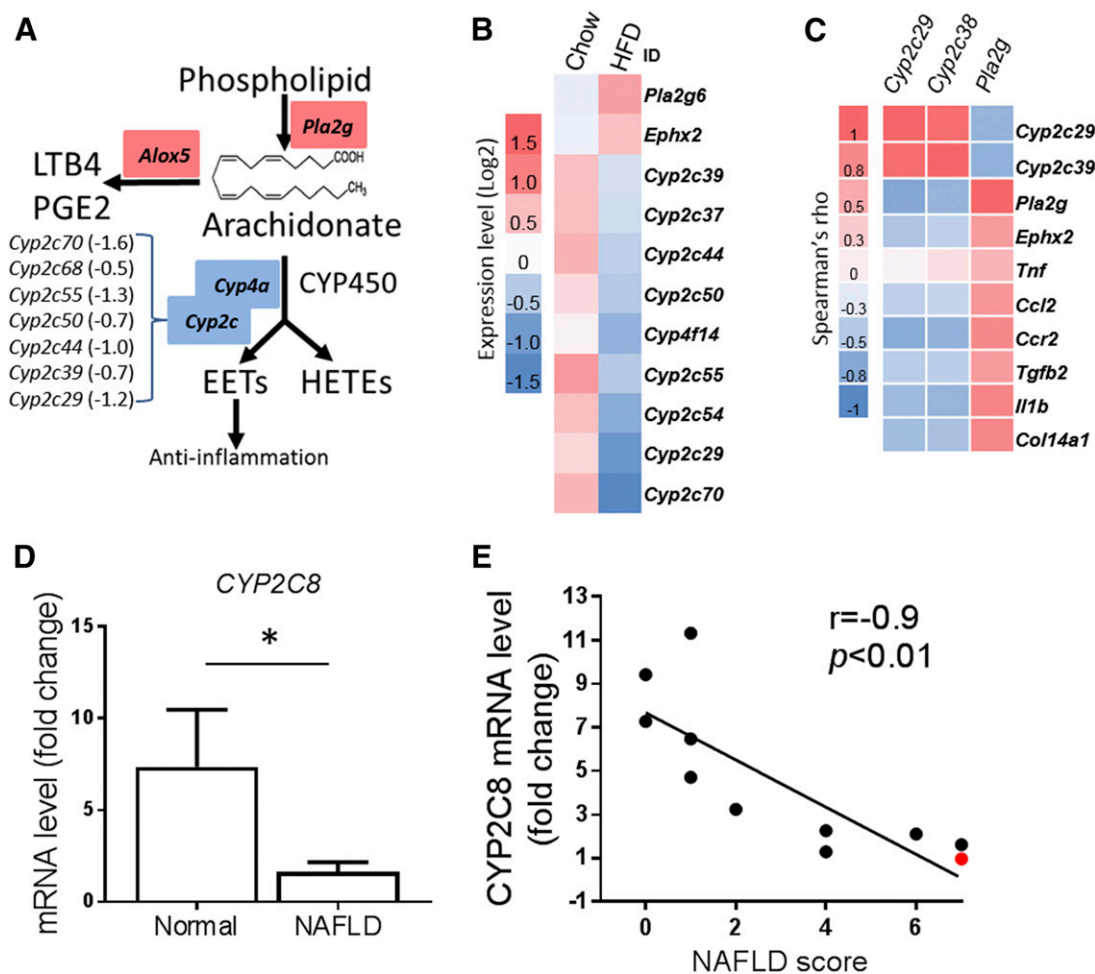 A
Phospholipid
Pla2g
Alox5
COOH
CH3
LTB4
PGE2
Arachidonate
Cyp2c70 (-1.6)
Cyp2c68 (-0.5)
Cyp2c55 (-1.3)
Cyp2c50 (-0.7)
Cyp2c44 (-1.0)
Cyp2c39 (-0.7)
Cyp2c29 (-1.2)
Cyp4a
Cyp2c
CYP450
EETs
HETEs
Anti-inflammation
B
Chow HFD ID
Expression level (Log2)
1.5
1.0
0.5
0
-0.5
-1.0
-1.5
Pla2g6
Ephx2
Cyp2c39
Cyp2c37
Cyp2c44
Cyp2c50
Cyp4f14
Cyp2c55
Cyp2c54
Cyp2c29
Cyp2c70
C
Cyp2c29 Cyp2c38 Pla2g
Spearman's rho
1
0.8
0.5
0.3
0
-0.3
-0.5
-0.8
-1
Cyp2c29
Cyp2c39
Pla2g
Ephx2
Tnf
Ccl2
Ccr2
Tgfb2
Il1b
Col14a1
D
CYP2C8
mRNA level (fold change)
15
10
5
0
*
Normal NAFLD
E
CYP2C8 mRNA level
(fold change)
13
11
9
7
5
3
1
-1
r=-0.9
p<0.01
0 2 4 6
NAFLD score